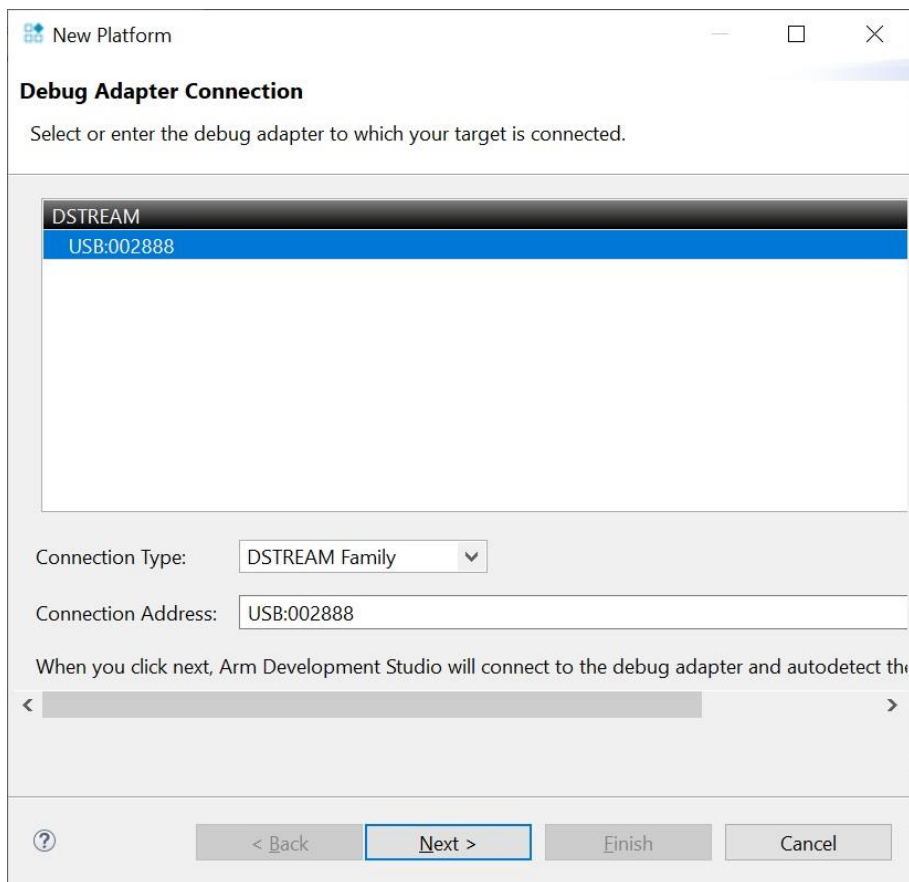 New Platform
Debug Adapter Connection
Select or enter the debug adapter to which your target is connected.
DSTREAM
USB:002888
Connection Type: DSTREAM Family
Connection Address: USB:002888
When you click next, Arm Development Studio will connect to the debug adapter and autodetect the
< Back Next > Finish Cancel